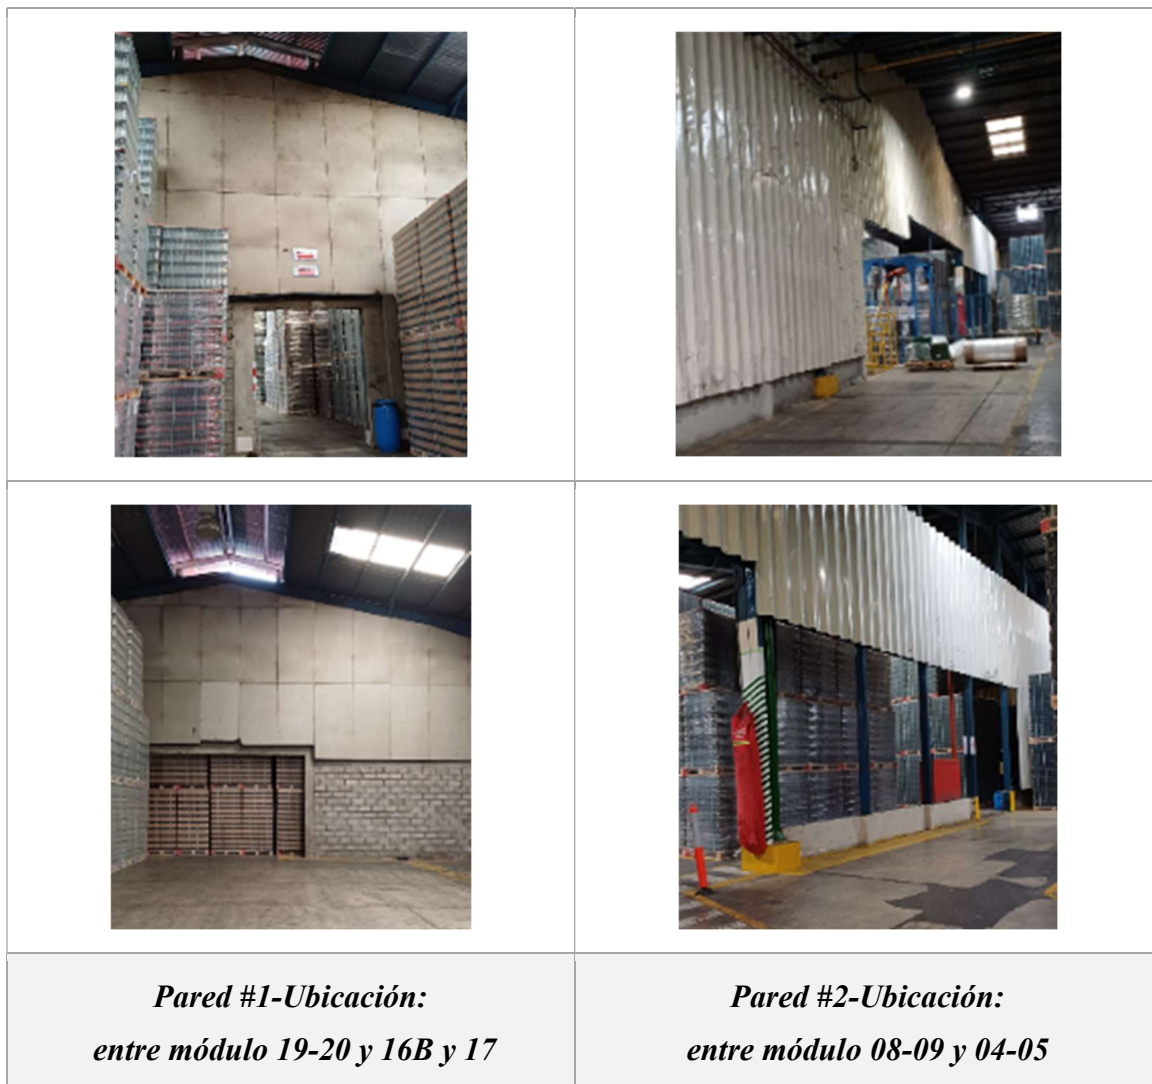 Pared #1-Ubicación:
entre módulo 19-20 y 16B y 17
Pared #2-Ubicación:
entre módulo 08-09 y 04-05